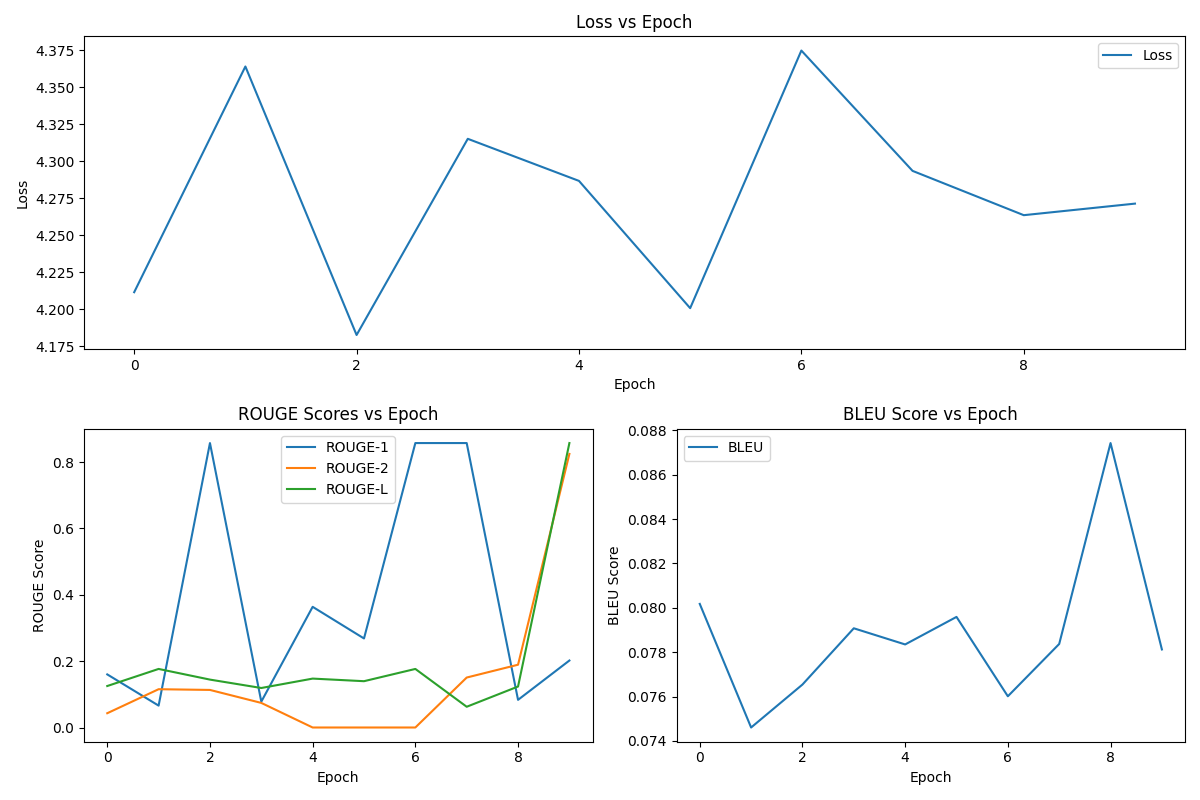 Loss vs Epoch
Loss
4.375
4.350
4.325
4.300
4.275
4.250
4.225
4.200
4.175
Loss
0 2 4 6 8
Epoch
ROUGE Scores vs Epoch
ROUGE Score
0.8
0.6
0.4
0.2
0.0
ROUGE-1
ROUGE-2
ROUGE-L
0 2 4 6 8
Epoch
BLEU Score vs Epoch
BLEU Score
0.088
0.086
0.084
0.082
0.080
0.078
0.076
0.074
BLEU
0 2 4 6 8
Epoch